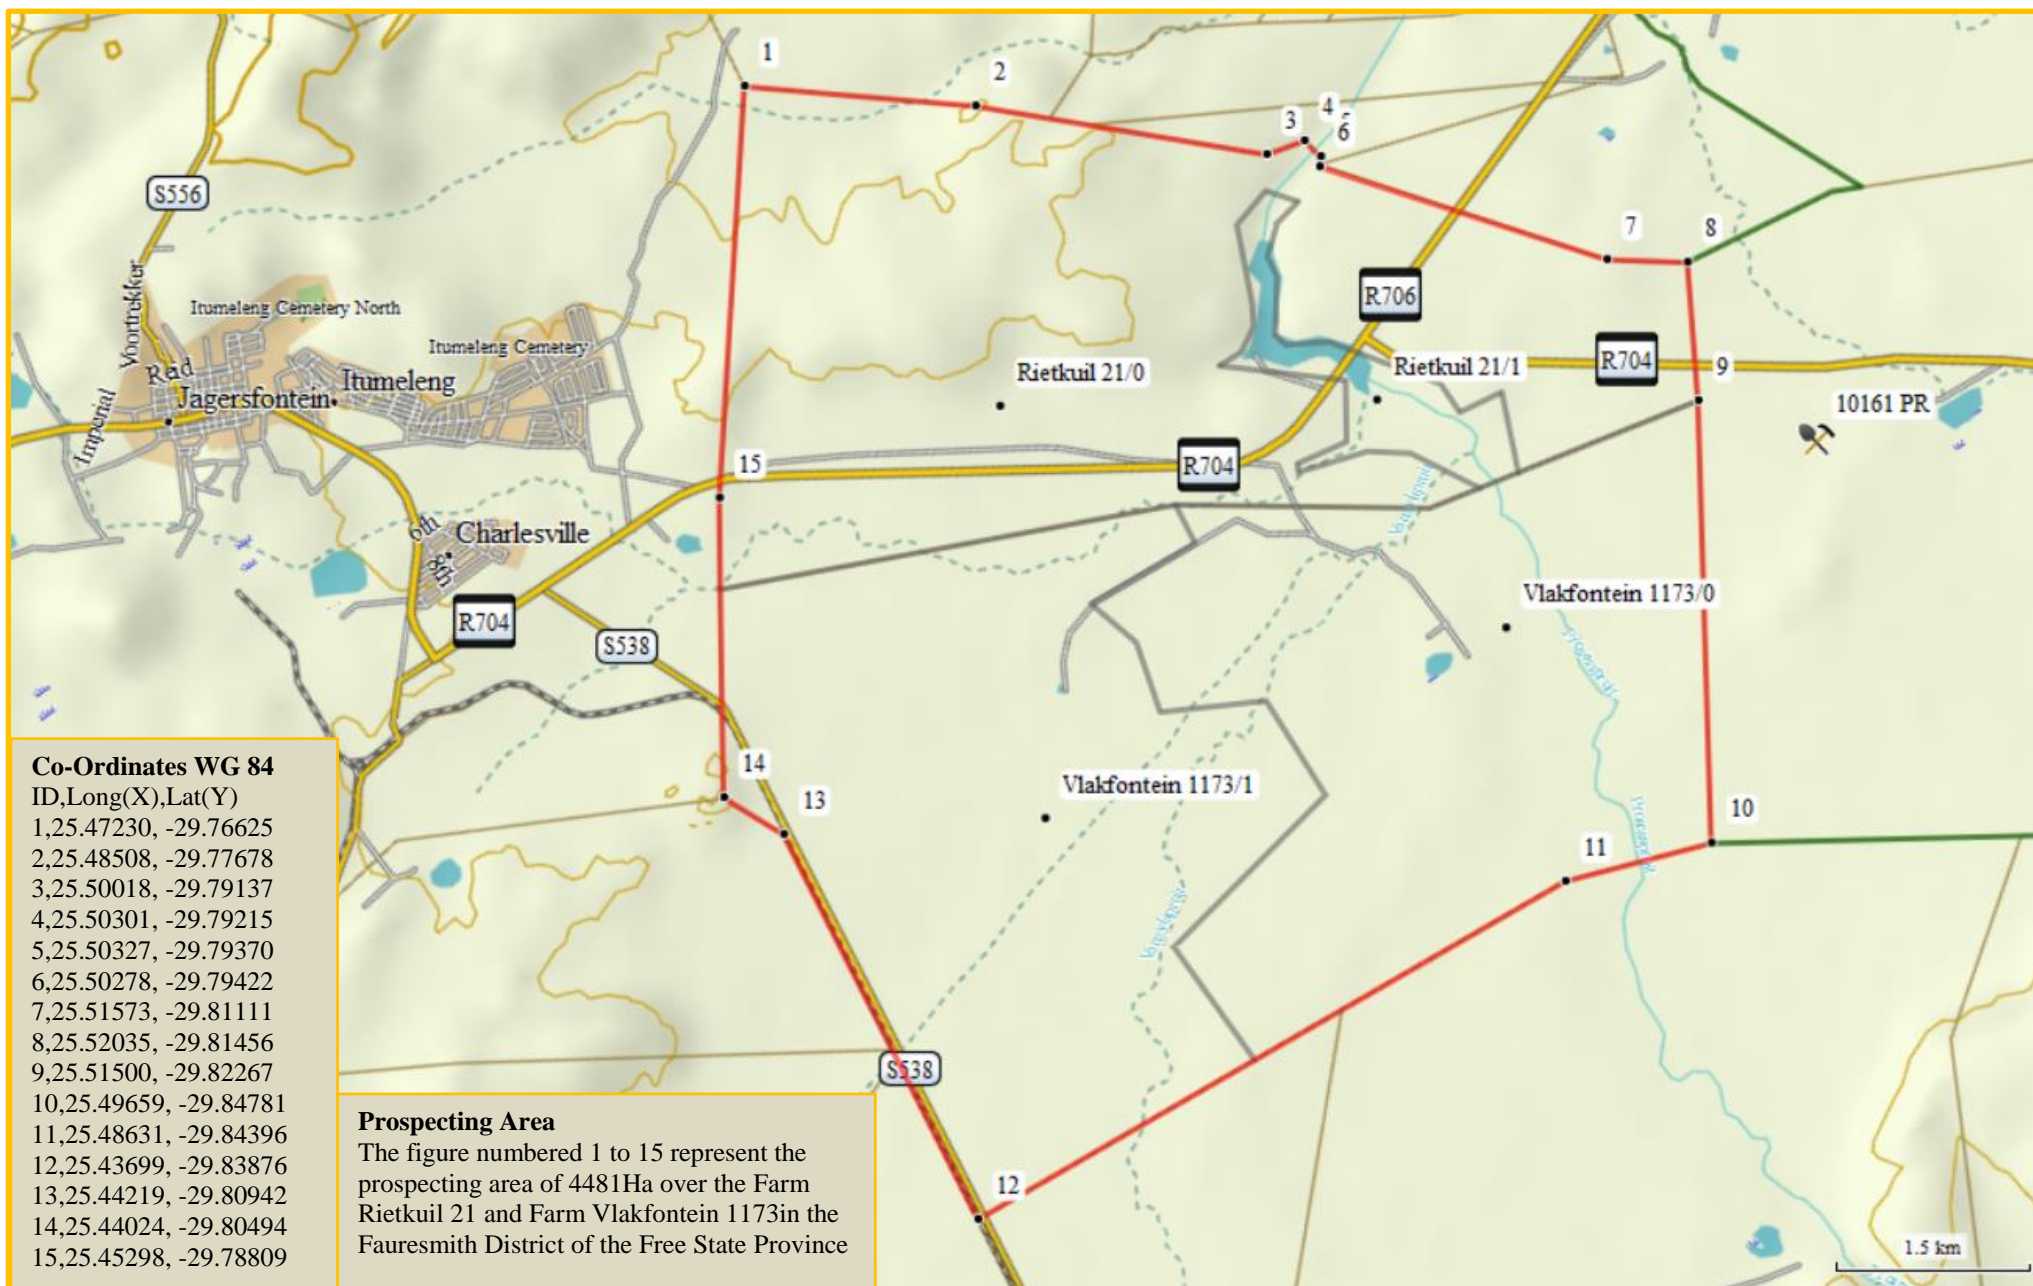 1
2
3
4
6
7
8
9
10
11
12
13
14
15
S556
Voortrekker
Reid
Imperial
Itumeleng Cemetery North
Itumeleng Cemetery
Itumeleng
Jagersfontein
6th
8th
Charlesville
R704
S538
Rietkuil 21/0
R706
Rietkuil 21/1
R704
R704
10161 PR
Vlakfontein 1173/0
Vlakfontein 1173/1
S538
1.5 km
Co-Ordinates WG 84
ID,Long(X),Lat(Y)
1,25.47230, -29.76625
2,25.48508, -29.77678
3,25.50018, -29.79137
4,25.50301, -29.79215
5,25.50327, -29.79370
6,25.50278, -29.79422
7,25.51573, -29.81111
8,25.52035, -29.81456
9,25.51500, -29.82267
10,25.49659, -29.84781
11,25.48631, -29.84396
12,25.43699, -29.83876
13,25.44219, -29.80942
14,25.44024, -29.80494
15,25.45298, -29.78809
Prospecting Area
The figure numbered 1 to 15 represent the
prospecting area of 4481Ha over the Farm
Rietkuil 21 and Farm Vlakfontein 1173in the
Fauresmith District of the Free State Province